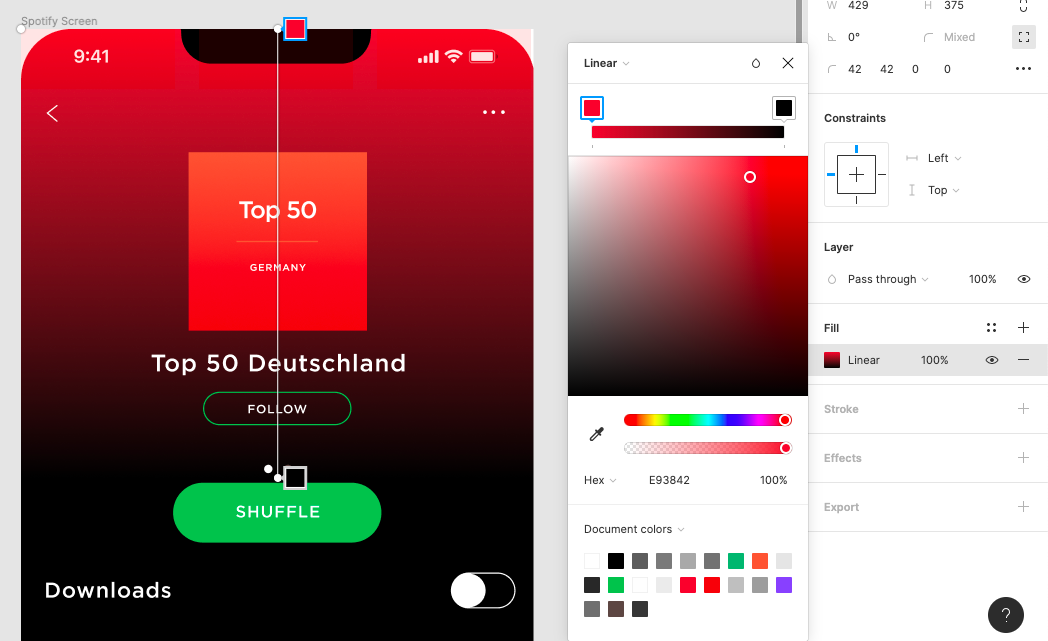 Spotify Screen
9:41
Top 50
GERMANY
Top 50 Deutschland
FOLLOW
SHUFFLE
Downloads
Linear
Hex E93842 100%
Document colors
W 429 H 375
0° Mixed
42 42 0 0
Constraints
Left
Top
Layer
Pass through 100%
Fill
Linear 100%
Stroke
Effects
Export
?